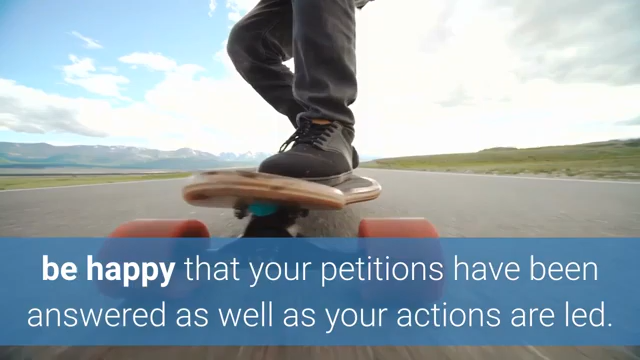 be happy that your petitions have been
answered as well as your actions are led.